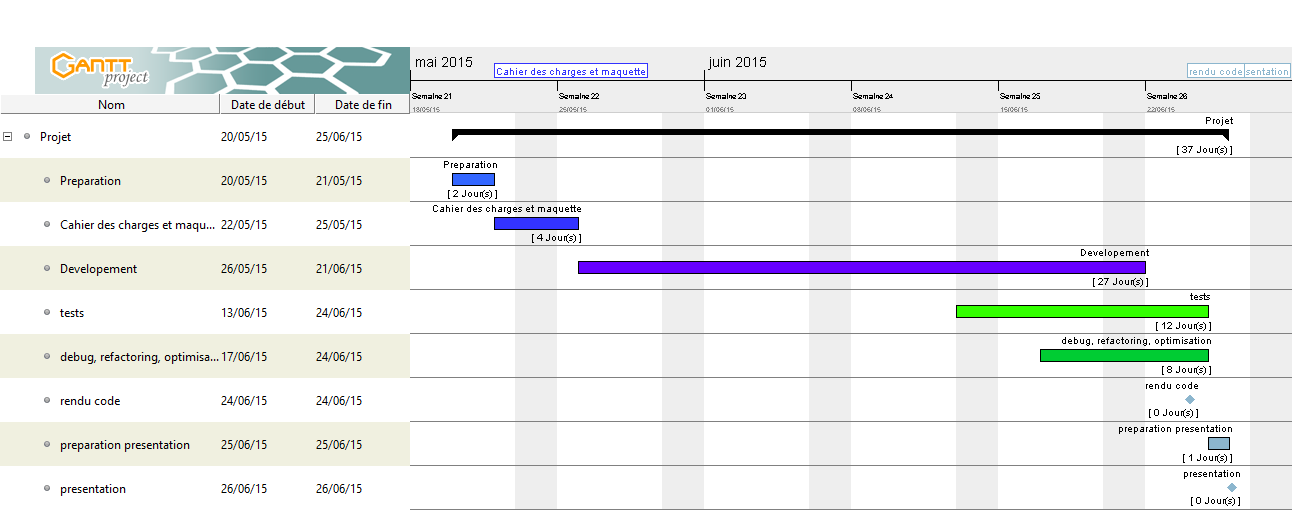 GANTT project
mai 2015
juin 2015
Cahier des charges et maquette
rendu code sentation
Nom Date de début Date de fin
Semaine 21 Semaine 22 Semaine 23 Semaine 24 Semaine 25 Semaine 26
18/05/15 25/05/15 01/06/15 08/06/15 15/06/15 22/06/15
Projet 20/05/15 25/06/15
Projet
[ 37 Jour(s) ]
Preparation 20/05/15 21/05/15
Preparation
[ 2 Jour(s) ]
Cahier des charges et maqu... 22/05/15 25/05/15
Cahier des charges et maquette
[ 4 Jour(s) ]
Developement 26/05/15 21/06/15
Developement
[ 27 Jour(s) ]
tests 13/06/15 24/06/15
tests
[ 12 Jour(s) ]
debug, refactoring, optimisa... 17/06/15 24/06/15
debug, refactoring, optimisation
[ 8 Jour(s) ]
rendu code 24/06/15 24/06/15
rendu code
[ 0 Jour(s) ]
preparation presentation 25/06/15 25/06/15
preparation presentation
[ 1 Jour(s) ]
presentation 26/06/15 26/06/15
presentation
[ 0 Jour(s) ]